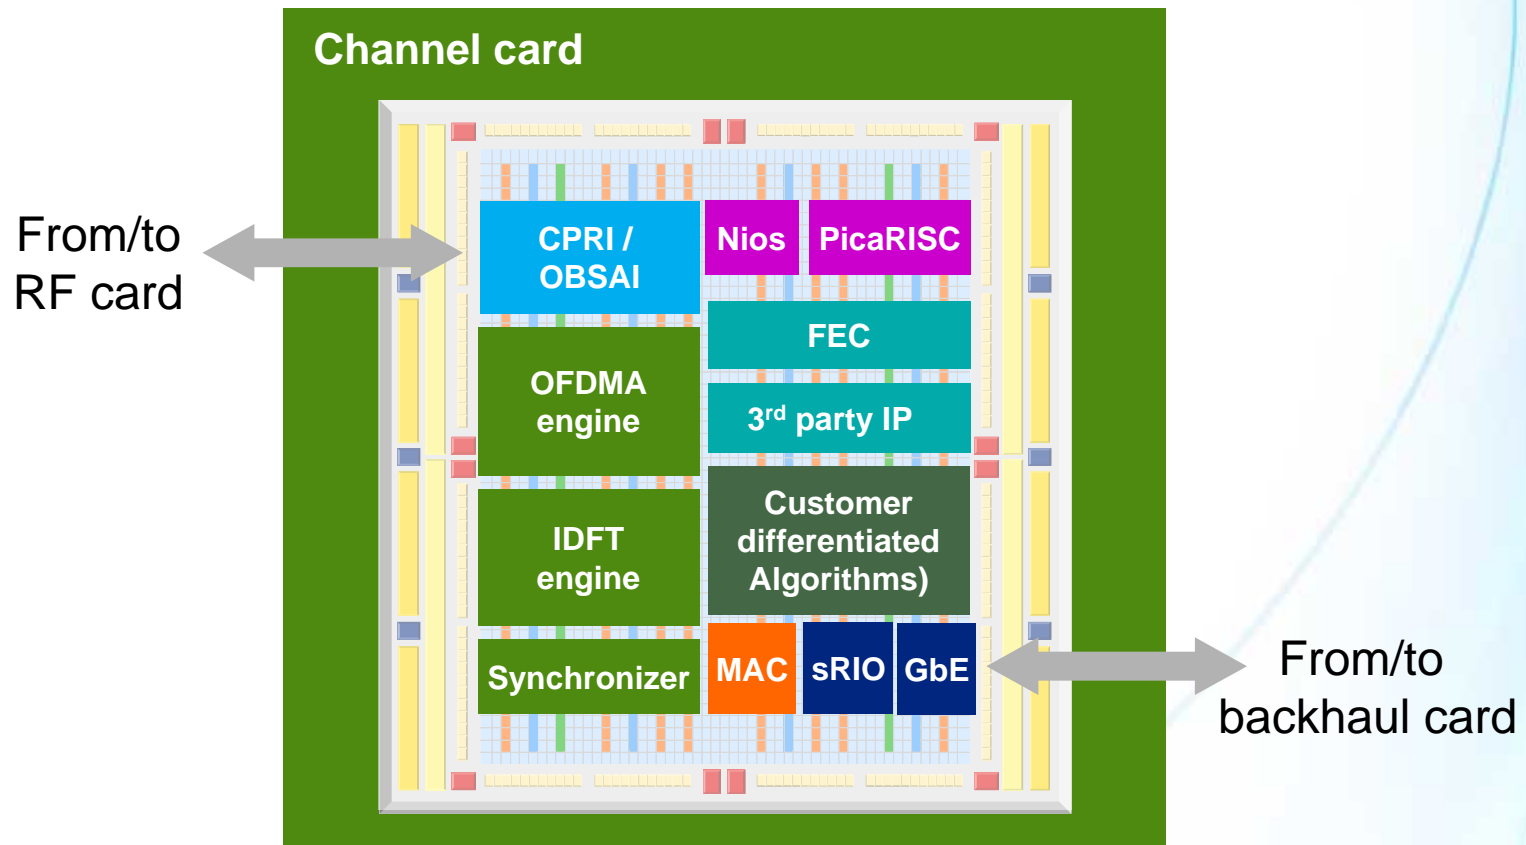 Channel card
From/to
RF card
CPRI /
OBSAI
Nios
PicaRISC
FEC
OFDMA
engine
3rd party IP
IDFT
engine
Customer
differentiated
Algorithms)
Synchronizer
MAC
sRIO
GbE
From/to
backhaul card